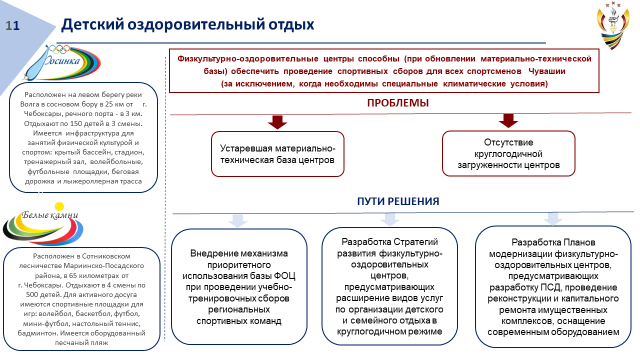 11
Детский оздоровительный отдых
Росинка
Расположен на левом берегу реки
Волга в сосновом бору в 25 км от г.
Чебоксары, речного порта - в 3 км.
Отдыхают по 150 детей в 3 смены.
Имеется инфраструктура для
занятий физической культурой и
спортом: крытый бассейн, стадион,
тренажерный зал, волейбольные,
футбольные площадки, беговая
дорожка и лыжероллерная трасса
Белые камни
Расположен в Сотниковском
лесничестве Мариинско-Посадского
района, в 65 километрах от
г. Чебоксары. Отдыхают в 4 смены по
500 детей. Для активного досуга
имеются спортивные площадки для
игр: волейбол, баскетбол, футбол,
мини-футбол, настольный теннис,
бадминтон. Имеется оборудованный
песчаный пляж
Физкультурно-оздоровительные центры способны (при обновлении материально-технической
базы) обеспечить проведение спортивных сборов для всех спортсменов Чувашии
(за исключением, когда необходимы специальные климатические условия)
ПРОБЛЕМЫ
Устаревшая материально-
техническая база центров
Отсутствие
круглогодичной
загруженности центров
ПУТИ РЕШЕНИЯ
Внедрение механизма
приоритетного
использования базы ФОЦ
при проведении учебно-
тренировочных сборов
региональных
спортивных команд
Разработка Стратегий
развития физкультурно-
оздоровительных
центров,
предусматривающих
расширение видов услуг
по организации детского
и семейного отдыха в
круглогодичном режиме
Разработка Планов
модернизации физкультурно-
оздоровительных центров,
предусматривающих
разработку ПСД, проведение
реконструкции и капитального
ремонта имущественных
комплексов, оснащение
современным оборудованием